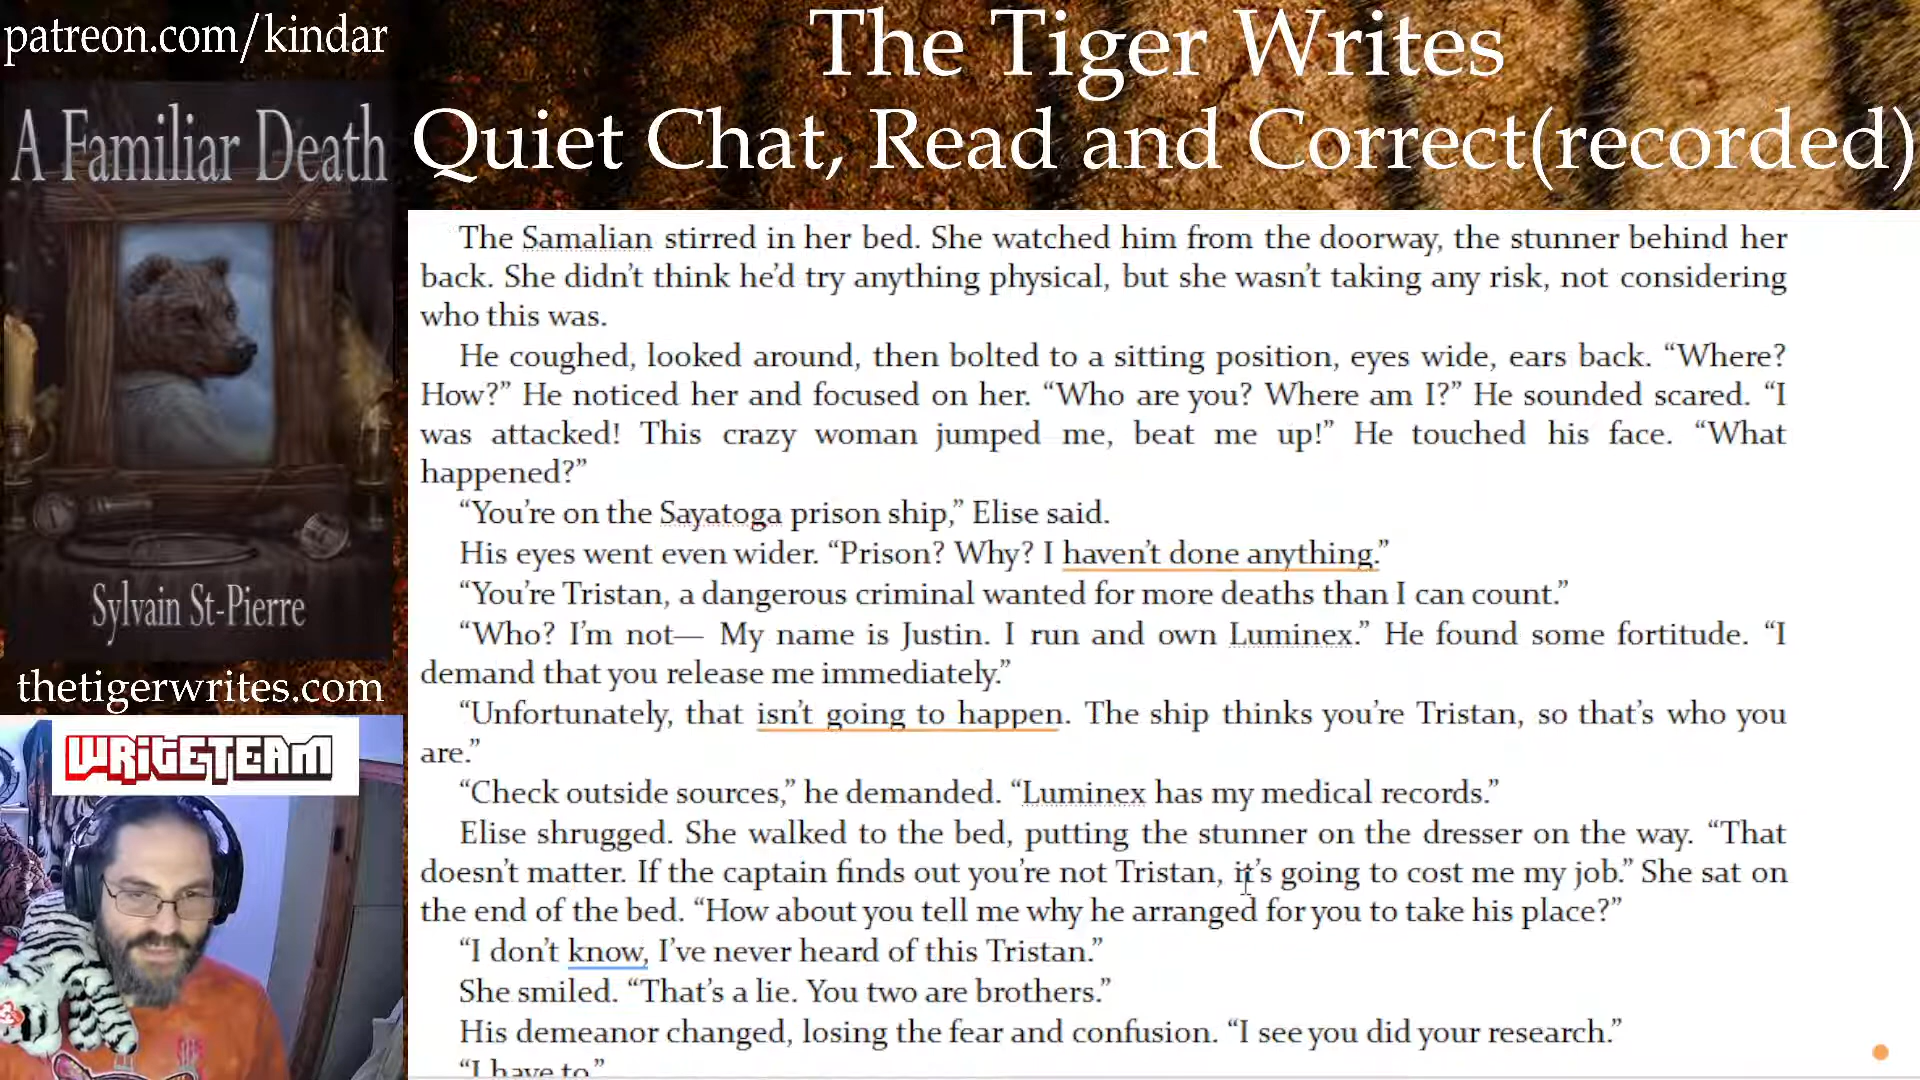 patreon.com/kindar
The Tiger Writes
Quiet Chat, Read and Correct(recorded)
A Familiar Death
Sylvain St-Pierre
thetigerwrites.com
WRiTETEAM
The Samalian stirred in her bed. She watched him from the doorway, the stunner behind her
back. She didn’t think he’d try anything physical, but she wasn’t taking any risk, not considering
who this was.
He coughed, looked around, then bolted to a sitting position, eyes wide, ears back. “Where?
How?” He noticed her and focused on her. “Who are you? Where am I?” He sounded scared. “I
was attacked! This crazy woman jumped me, beat me up!” He touched his face. “What
happened?”
“You’re on the Sayatoga prison ship,” Elise said.
His eyes went even wider. “Prison? Why? I haven’t done anything.”
“You’re Tristan, a dangerous criminal wanted for more deaths than I can count.”
“Who? I’m not— My name is Justin. I run and own Luminex.” He found some fortitude. “I
demand that you release me immediately.”
“Unfortunately, that isn’t going to happen. The ship thinks you’re Tristan, so that’s who you
are.”
“Check outside sources,” he demanded. “Luminex has my medical records.”
Elise shrugged. She walked to the bed, putting the stunner on the dresser on the way. “That
doesn’t matter. If the captain finds out you’re not Tristan, it’s going to cost me my job.” She sat on
the end of the bed. “How about you tell me why he arranged for you to take his place?”
“I don’t know, I’ve never heard of this Tristan.”
She smiled. “That’s a lie. You two are brothers.”
His demeanor changed, losing the fear and confusion. “I see you did your research.”
“I have to.”